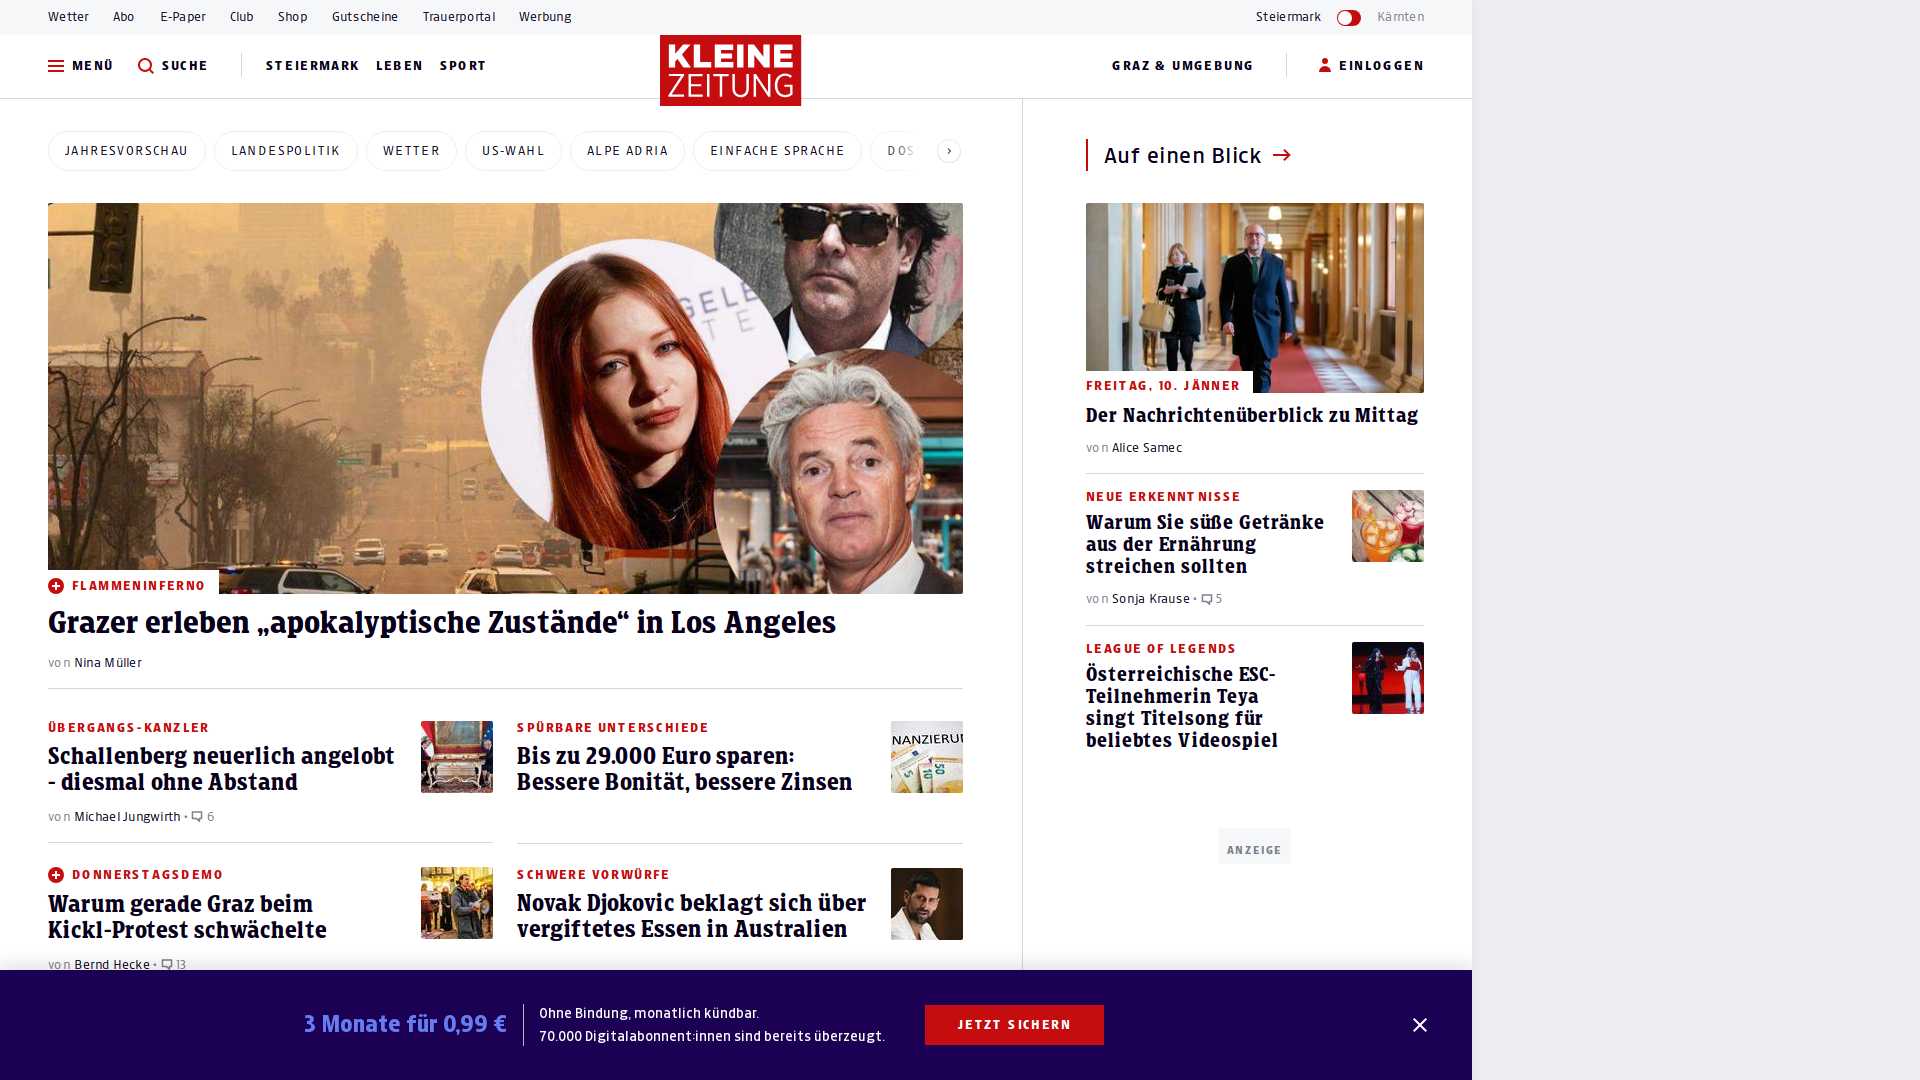 Wetter Abo E-Paper Club Shop Gutscheine Trauerportal Werbung Steiermark Kärnten
MENÜ SUCHE STEIERMARK LEBEN SPORT KLEINE ZEITUNG GRAZ & UMGEBUNG EINLOGGEN
JAHRESVORSCHAU LANDESPOLITIK WETTER US-WAHL ALPE ADRIA EINFACHE SPRACHE DOS
FLAMMENINFERNO
Grazer erleben „apokalyptische Zustände“ in Los Angeles
von Nina Müller
ÜBERGANGS-KANZLER
Schallenberg neuerlich angelobt
- diesmal ohne Abstand
von Michael Jungwirth • 6
SPÜRBARE UNTERSCHIEDE
Bis zu 29.000 Euro sparen:
Bessere Bonität, bessere Zinsen
NANZIERU
DONNERSTAGSDEMO
Warum gerade Graz beim
Kickl-Protest schwächelte
von Bernd Hecke • 13
SCHWERE VORWÜRFE
Novak Djokovic beklagt sich über
vergiftetes Essen in Australien
Auf einen Blick
FREITAG, 10. JÄNNER
Der Nachrichtenüberblick zu Mittag
von Alice Samec
NEUE ERKENNTNISSE
Warum Sie süße Getränke
aus der Ernährung
streichen sollten
von Sonja Krause • 5
LEAGUE OF LEGENDS
Österreichische ESC-
Teilnehmerin Teya
singt Titelsong für
beliebtes Videospiel
ANZEIGE
3 Monate für 0,99 €
Ohne Bindung, monatlich kündbar.
70.000 Digitalabonnent:innen sind bereits überzeugt.
JETZT SICHERN